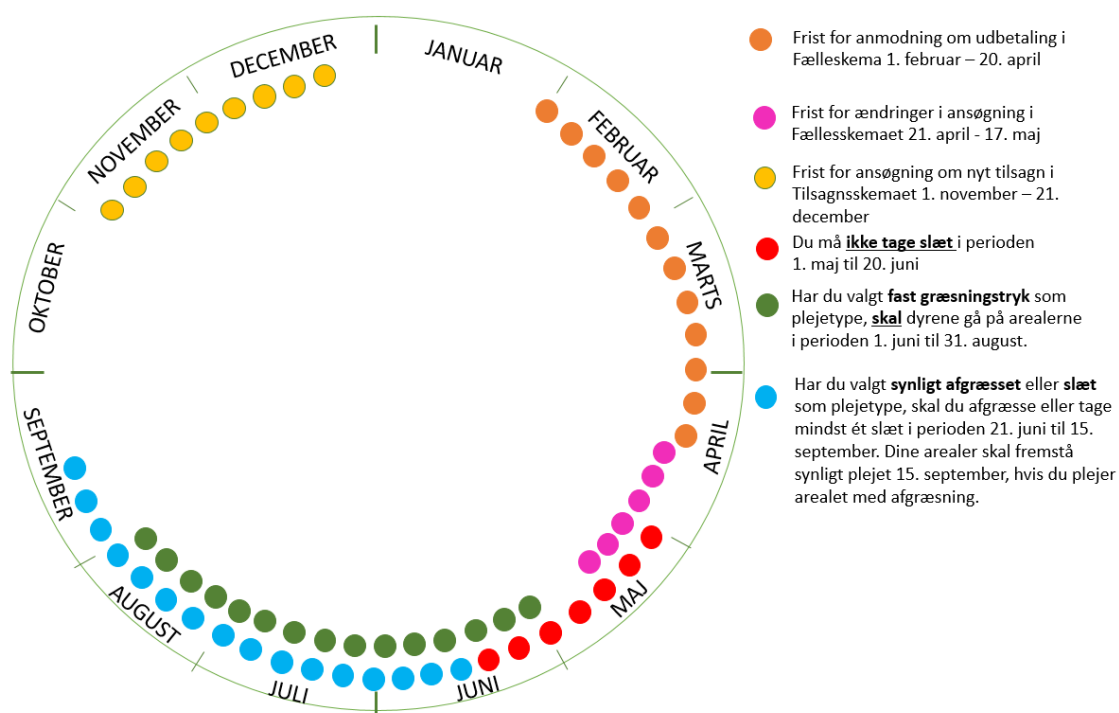 JANUAR
FEBRUAR
MARTS
APRIL
MAJ
JUNI
JULI
AUGUST
SEPTEMBER
OKTOBER
NOVEMBER
DECEMBER
Frist for anmodning om udbetaling i
Fælleskema 1. februar – 20. april
Frist for ændringer i ansøgning i
Fællesskemaet 21. april - 17. maj
Frist for ansøgning om nyt tilsagn i
Tilsagnsskemaet 1. november – 21.
december
Du må ikke tage slæt i perioden
1. maj til 20. juni
Har du valgt fast græsningstryk som
plejetype, skal dyrene gå på arealerne
i perioden 1. juni til 31. august.
Har du valgt synligt afgræsset eller slæt
som plejetype, skal du afgræsse eller tage
mindst ét slæt i perioden 21. juni til 15.
september. Dine arealer skal fremstå
synligt plejet 15. september, hvis du plejer
arealet med afgræsning.